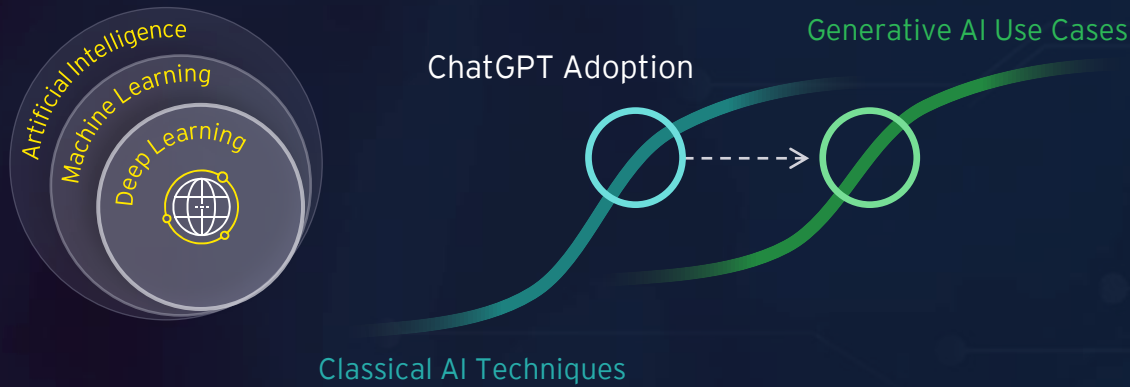 Artificial Intelligence
Machine Learning
Deep Learning
ChatGPT Adoption
Generative AI Use Cases
Classical AI Techniques